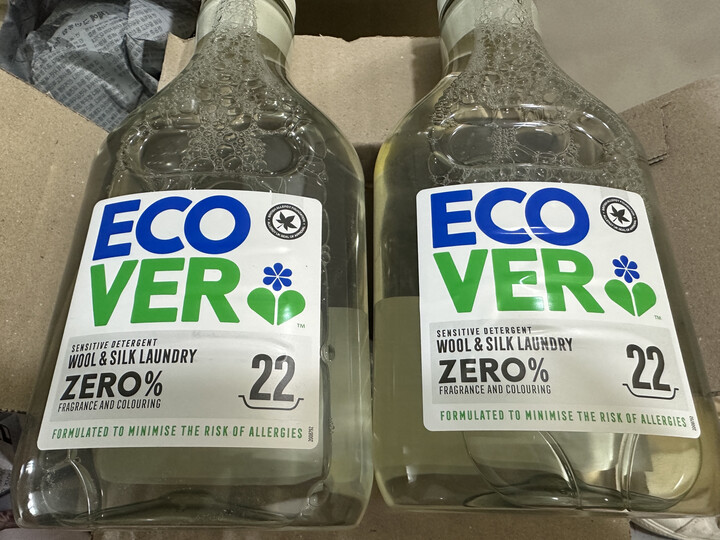 ECO
VER
TM
SENSITIVE DETERGENT
WOOL & SILK LAUNDRY
ZERO%
FRAGRANCE AND COLOURING
22
FORMULATED TO MINIMISE THE RISK OF ALLERGIES
ECO
VER
TM
SENSITIVE DETERGENT
WOOL & SILK LAUNDRY
ZERO%
FRAGRANCE AND COLOURING
22
FORMULATED TO MINIMISE THE RISK OF ALLERGIES